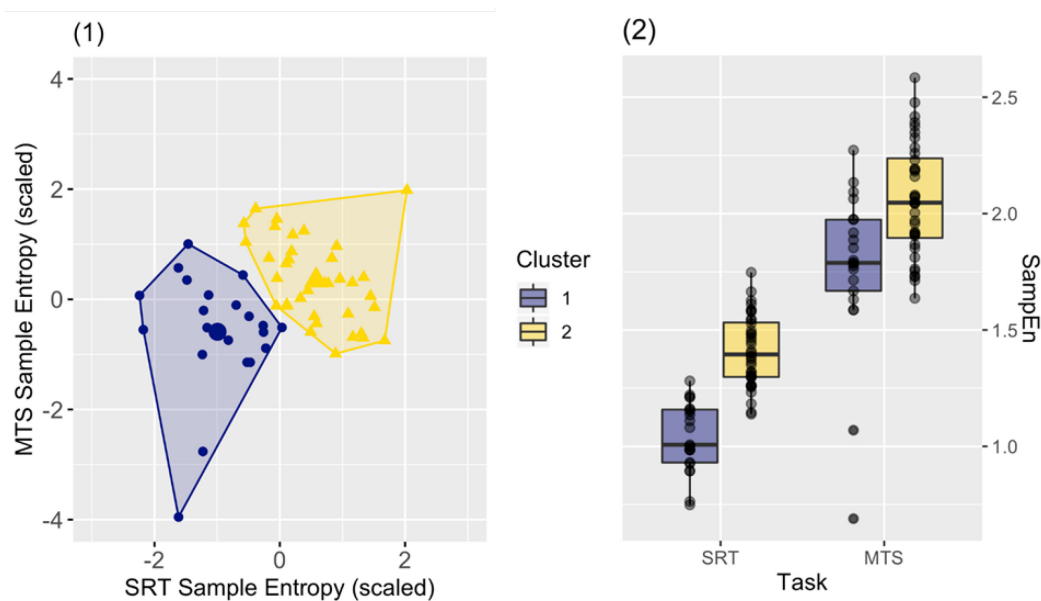 (1)
MTS Sample Entropy (scaled)
4
2
0
-2
-4
-2
0
2
SRT Sample Entropy (scaled)
Cluster
1
2
(2)
2.5
2.0
1.5
1.0
SampEn
SRT
MTS
Task